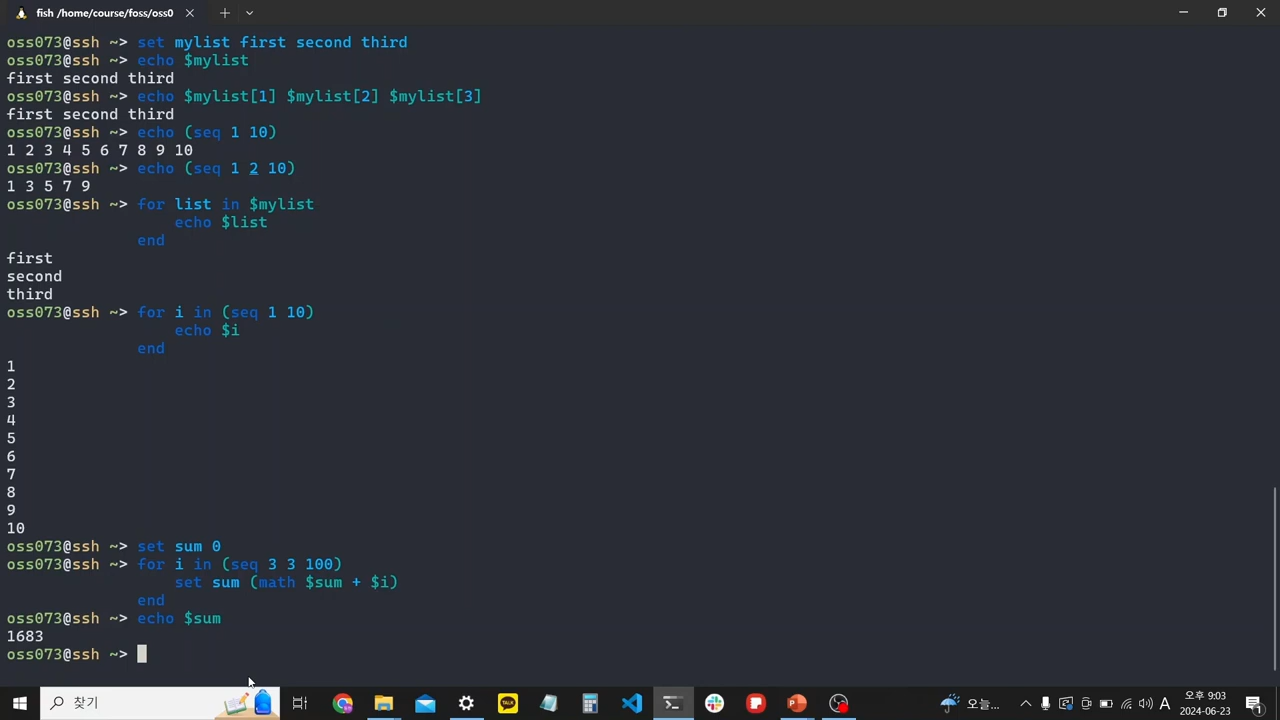 fish /home/course/foss/oss0
oss073@ssh ~> set mylist first second third
oss073@ssh ~> echo $mylist
first second third
oss073@ssh ~> echo $mylist[1] $mylist[2] $mylist[3]
first second third
oss073@ssh ~> echo (seq 1 10)
1 2 3 4 5 6 7 8 9 10
oss073@ssh ~> echo (seq 1 2 10)
1 3 5 7 9
oss073@ssh ~> for list in $mylist
echo $list
end
first
second
third
oss073@ssh ~> for i in (seq 1 10)
echo $i
end
1
2
3
4
5
6
7
8
9
10
oss073@ssh ~> set sum 0
oss073@ssh ~> for i in (seq 3 3 100)
set sum (math $sum + $i)
end
oss073@ssh ~> echo $sum
1683
oss073@ssh ~>
찾기
TALK
오늘...
A
오후 9:03
2024-06-23
1